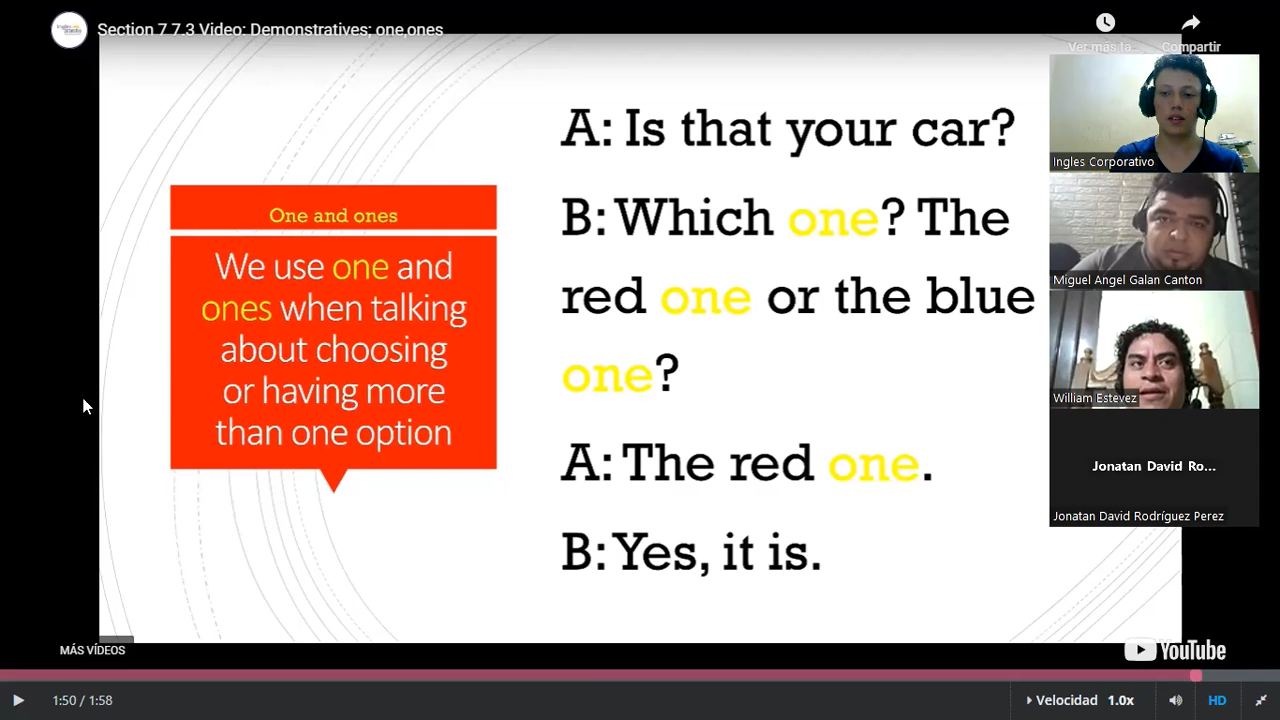 Section 7 7.3 Video: Demonstratives; one,ones
Ver más ta...
Compartir
One and ones
We use one and
ones when talking
about choosing
or having more
than one option
A: Is that your car?
B: Which one? The
red one or the blue
one?
A: The red one.
B: Yes, it is.
Ingles Corporativo
Miguel Angel Galan Canton
William Estevez
Jonatan David Ro...
Jonatan David Rodríguez Perez
MÁS VÍDEOS
YouTube
1:50 / 1:58
Velocidad 1.0x
HD